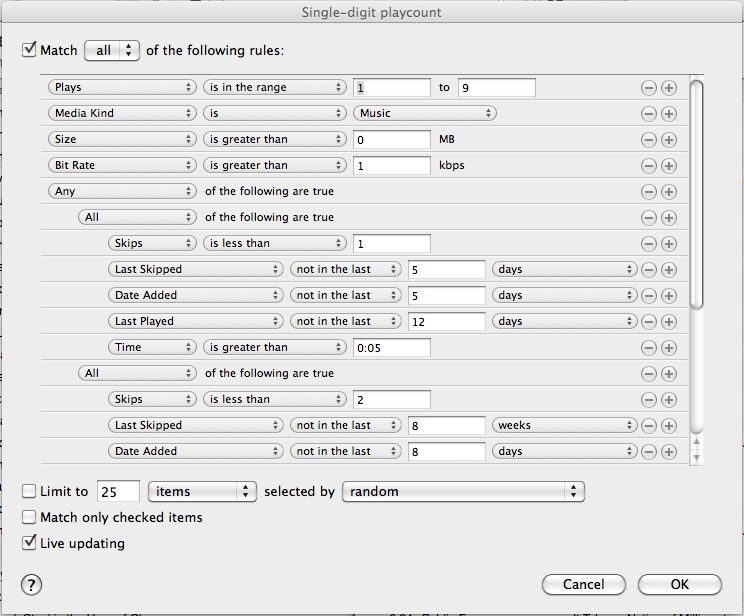 Single-digit playcount
Match all of the following rules:
Plays is in the range 1 to 9
Media Kind is Music
Size is greater than 0 MB
Bit Rate is greater than 1 kbps
Any of the following are true
All of the following are true
Skips is less than 1
Last Skipped not in the last 5 days
Date Added not in the last 5 days
Last Played not in the last 12 days
Time is greater than 0:05
All of the following are true
Skips is less than 2
Last Skipped not in the last 8 weeks
Date Added not in the last 8 days
Limit to 25 items selected by random
Match only checked items
Live updating
? Cancel OK